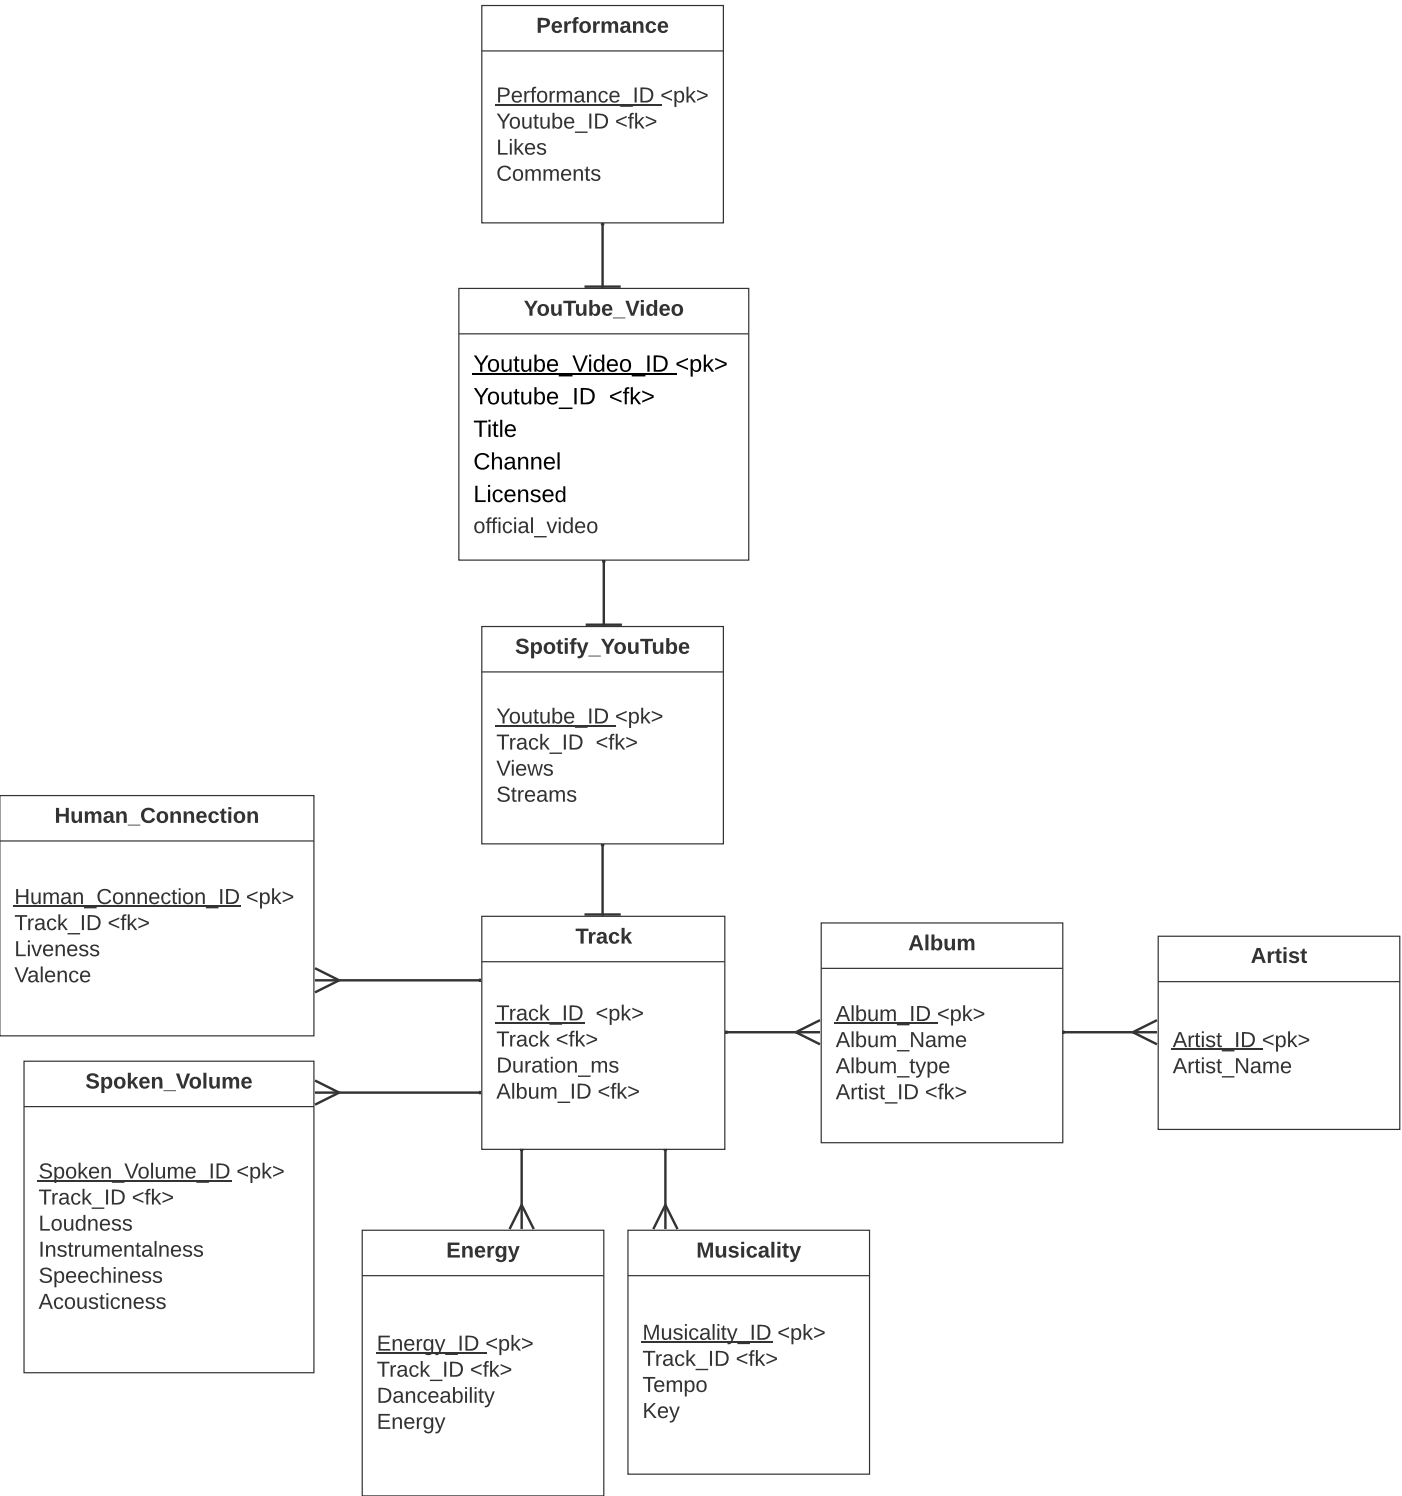 Performance
Performance_ID <pk>
Youtube_ID <fk>
Likes
Comments
YouTube_Video
Youtube_Video_ID <pk>
Youtube_ID <fk>
Title
Channel
Licensed
official_video
Spotify_YouTube
Youtube_ID <pk>
Track_ID <fk>
Views
Streams
Human_Connection
Human_Connection_ID <pk>
Track_ID <fk>
Liveness
Valence
Track
Track_ID <pk>
Track <fk>
Duration_ms
Album_ID <fk>
Album
Album_ID <pk>
Album_Name
Album_type
Artist_ID <fk>
Artist
Artist_ID <pk>
Artist_Name
Spoken_Volume
Spoken_Volume_ID <pk>
Track_ID <fk>
Loudness
Instrumentalness
Speechiness
Acousticness
Energy
Energy_ID <pk>
Track_ID <fk>
Danceability
Energy
Musicality
Musicality_ID <pk>
Track_ID <fk>
Tempo
Key